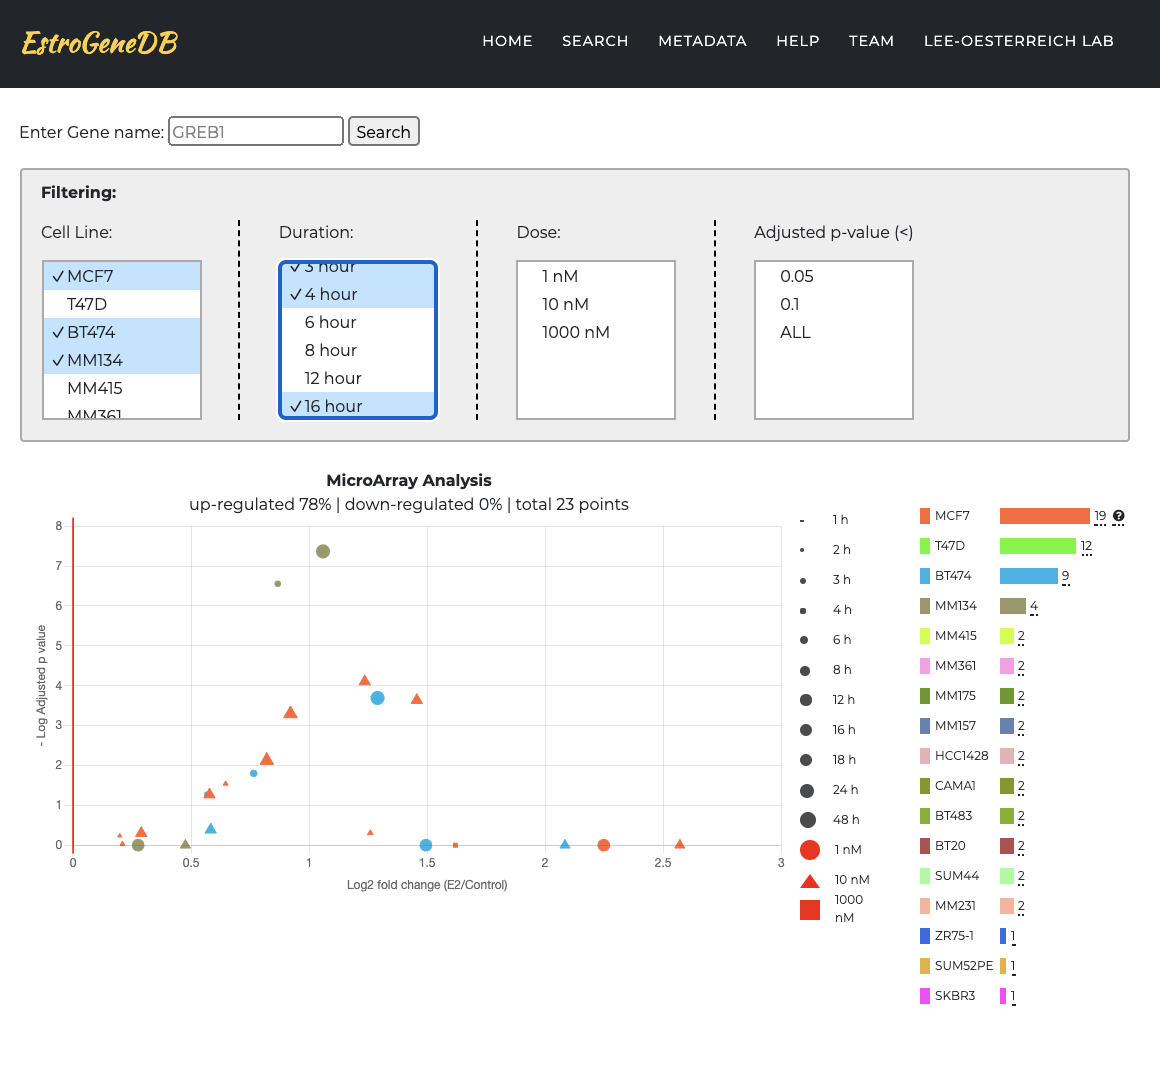 EstroGeneDB
HOME SEARCH METADATA HELP TEAM LEE-OESTERREICH LAB
Enter Gene name: GREB1 Search
Filtering:
Cell Line: Duration: Dose: Adjusted p-value (<)
✓ MCF7
T47D
✓ BT474
✓ MM134
MM415
MM361
✓ 3 hour
✓ 4 hour
6 hour
8 hour
12 hour
✓ 16 hour
1 nM
10 nM
1000 nM
0.05
0.1
ALL
MicroArray Analysis
up-regulated 78% | down-regulated 0% | total 23 points
- Log Adjusted p value
8
7
6
5
4
3
2
1
0
0 0.5 1 1.5 2 2.5 3
Log2 fold change (E2/Control)
1 h
2 h
3 h
4 h
6 h
8 h
12 h
16 h
18 h
24 h
48 h
1 nM
10 nM
1000
nM
MCF7 19 ?
T47D 12
BT474 9
MM134 4
MM415 2
MM361 2
MM175 2
MM157 2
HCC1428 2
CAMA1 2
BT483 2
BT20 2
SUM44 2
MM231 2
ZR75-1 1
SUM52PE 1
SKBR3 1